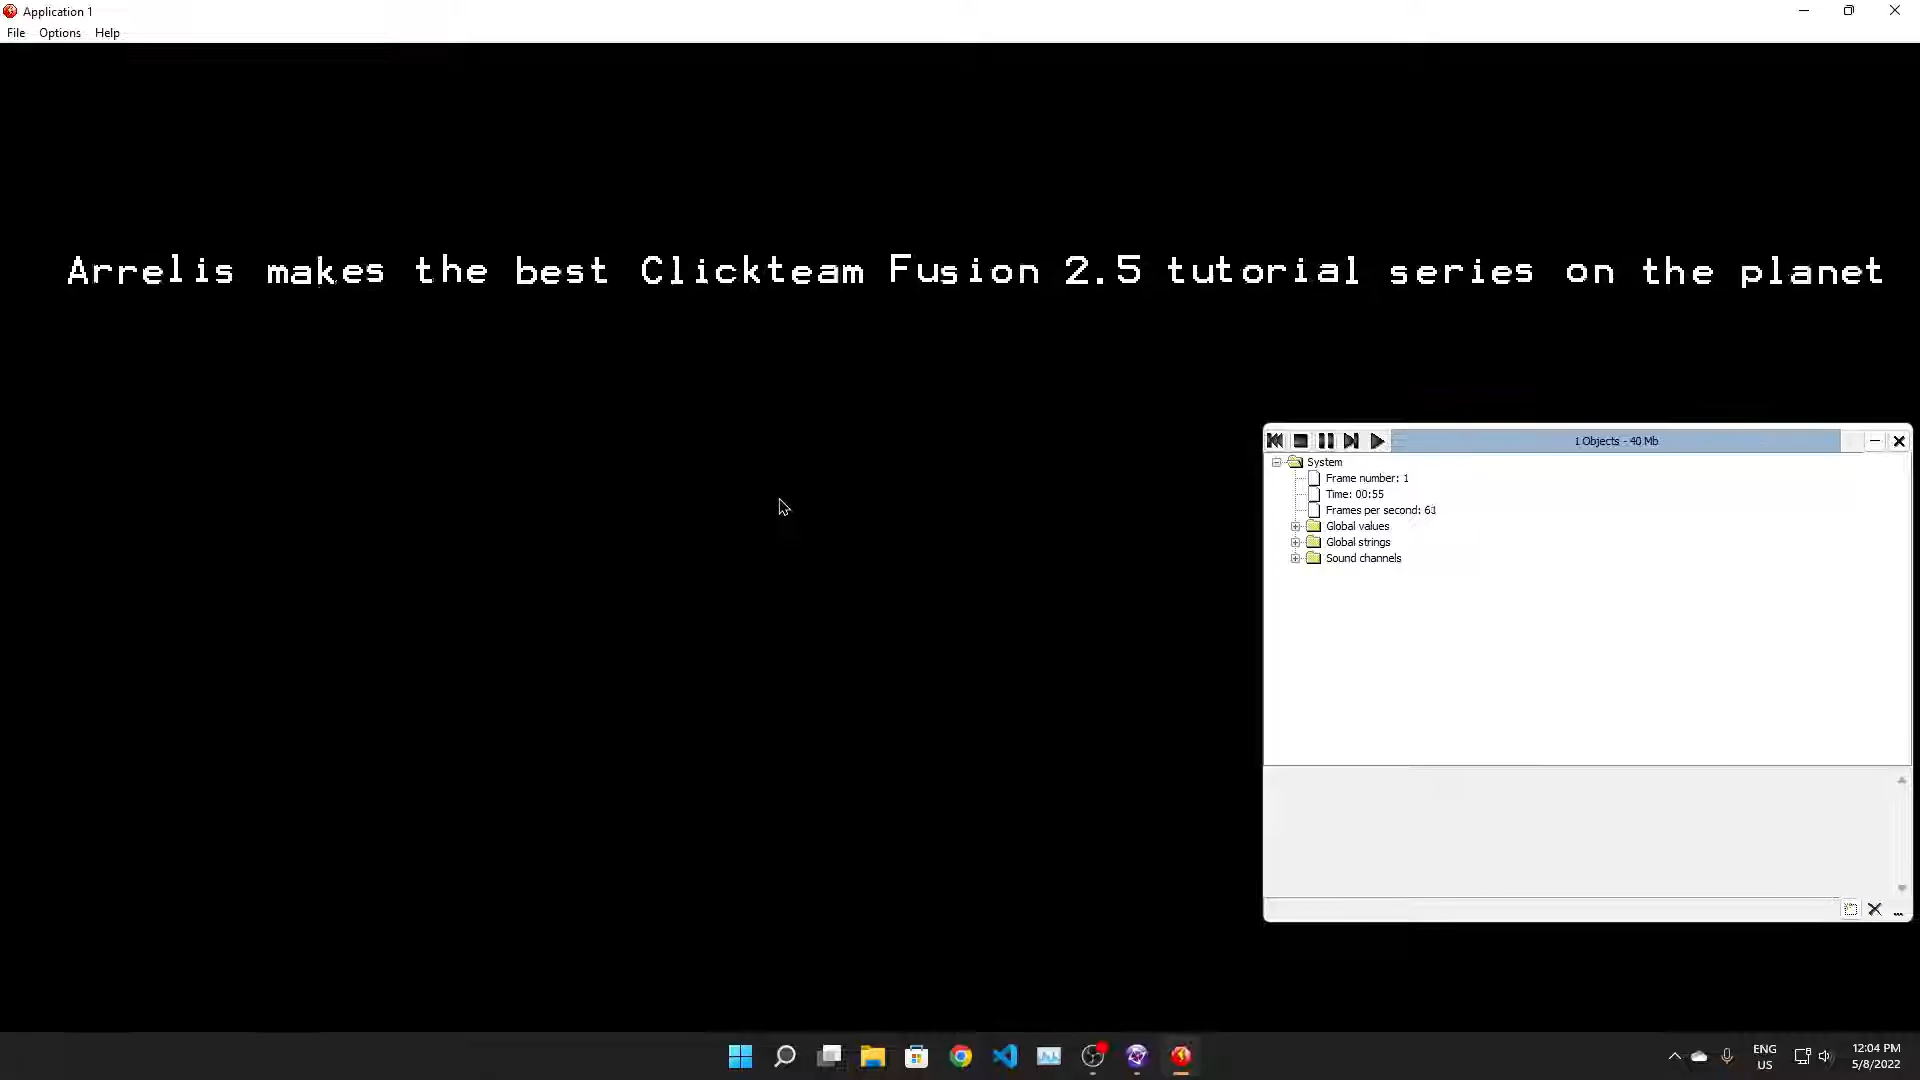 Application 1
File Options Help
Arrelis makes the best Clickteam Fusion 2.5 tutorial series on the planet
1 Objects - 40 Mb
System
Frame number: 1
Time: 00:55
Frames per second: 61
Global values
Global strings
Sound channels
ENG
US
12:04 PM
5/8/2022